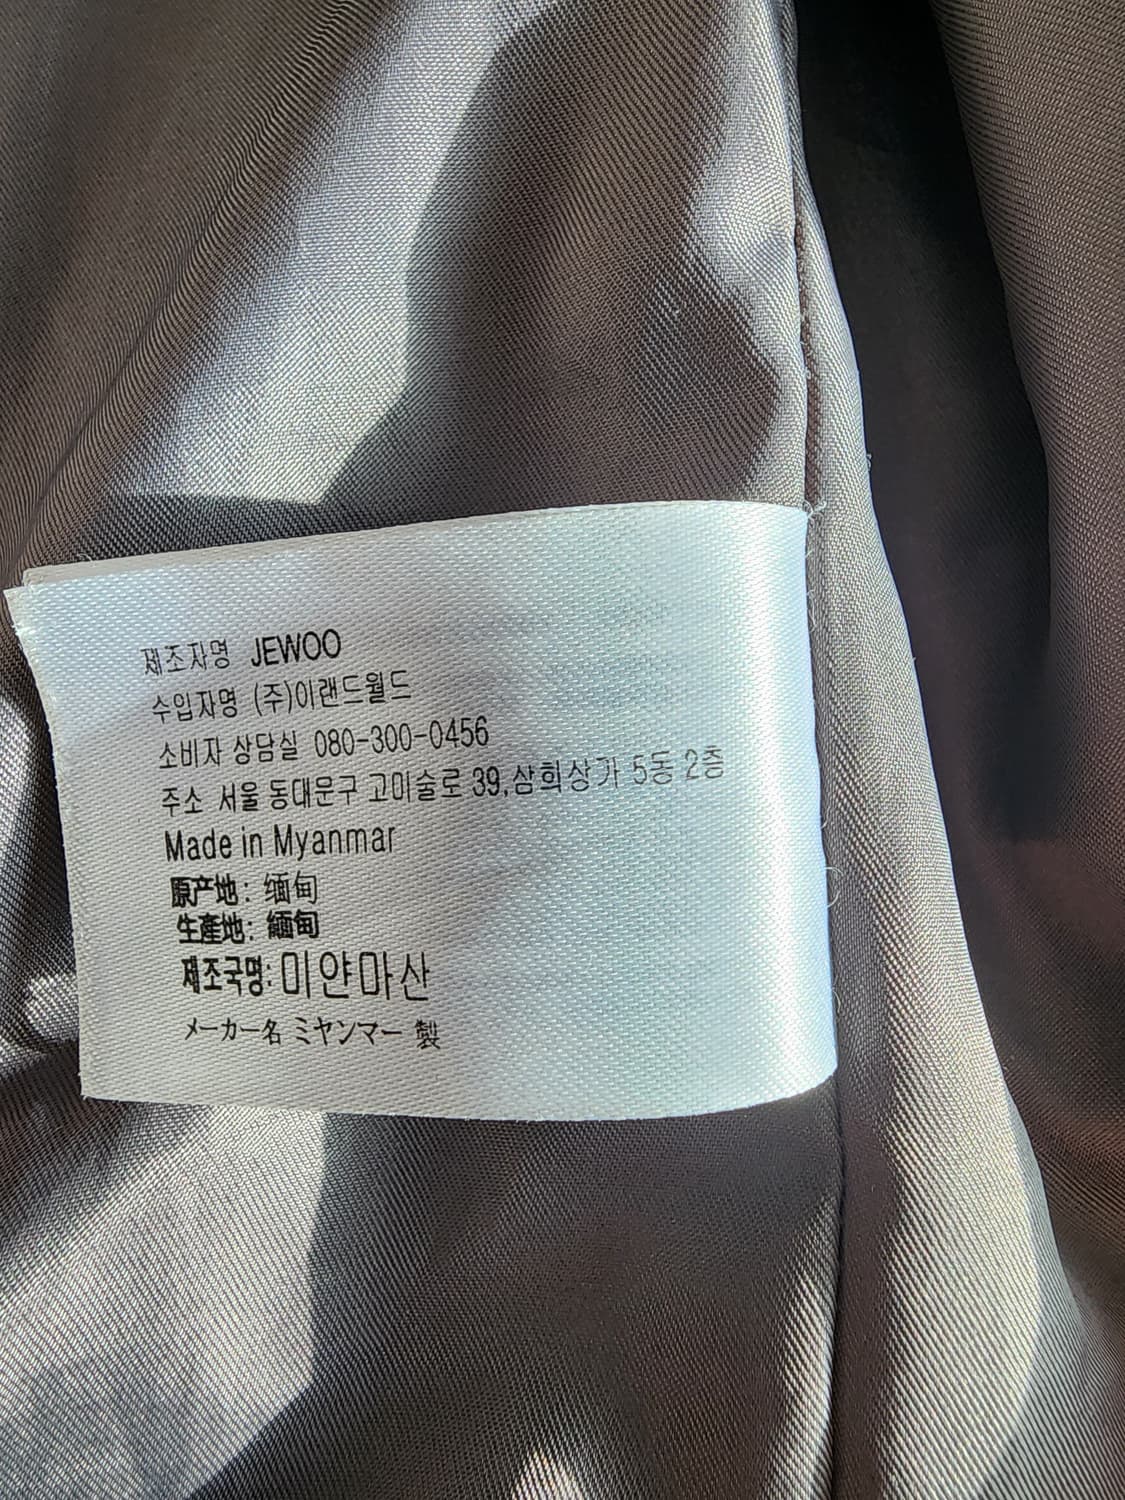 제조자명 JEWOO
수입자명 (주)이랜드월드
소비자 상담실 080-300-0456
주소 서울 동대문구 고미술로 39,삼희상가 5동 2층
Made in Myanmar
原产地: 缅甸
生產地: 緬甸
제조국명: 미얀마산
メーカー名 ミヤンマー 製